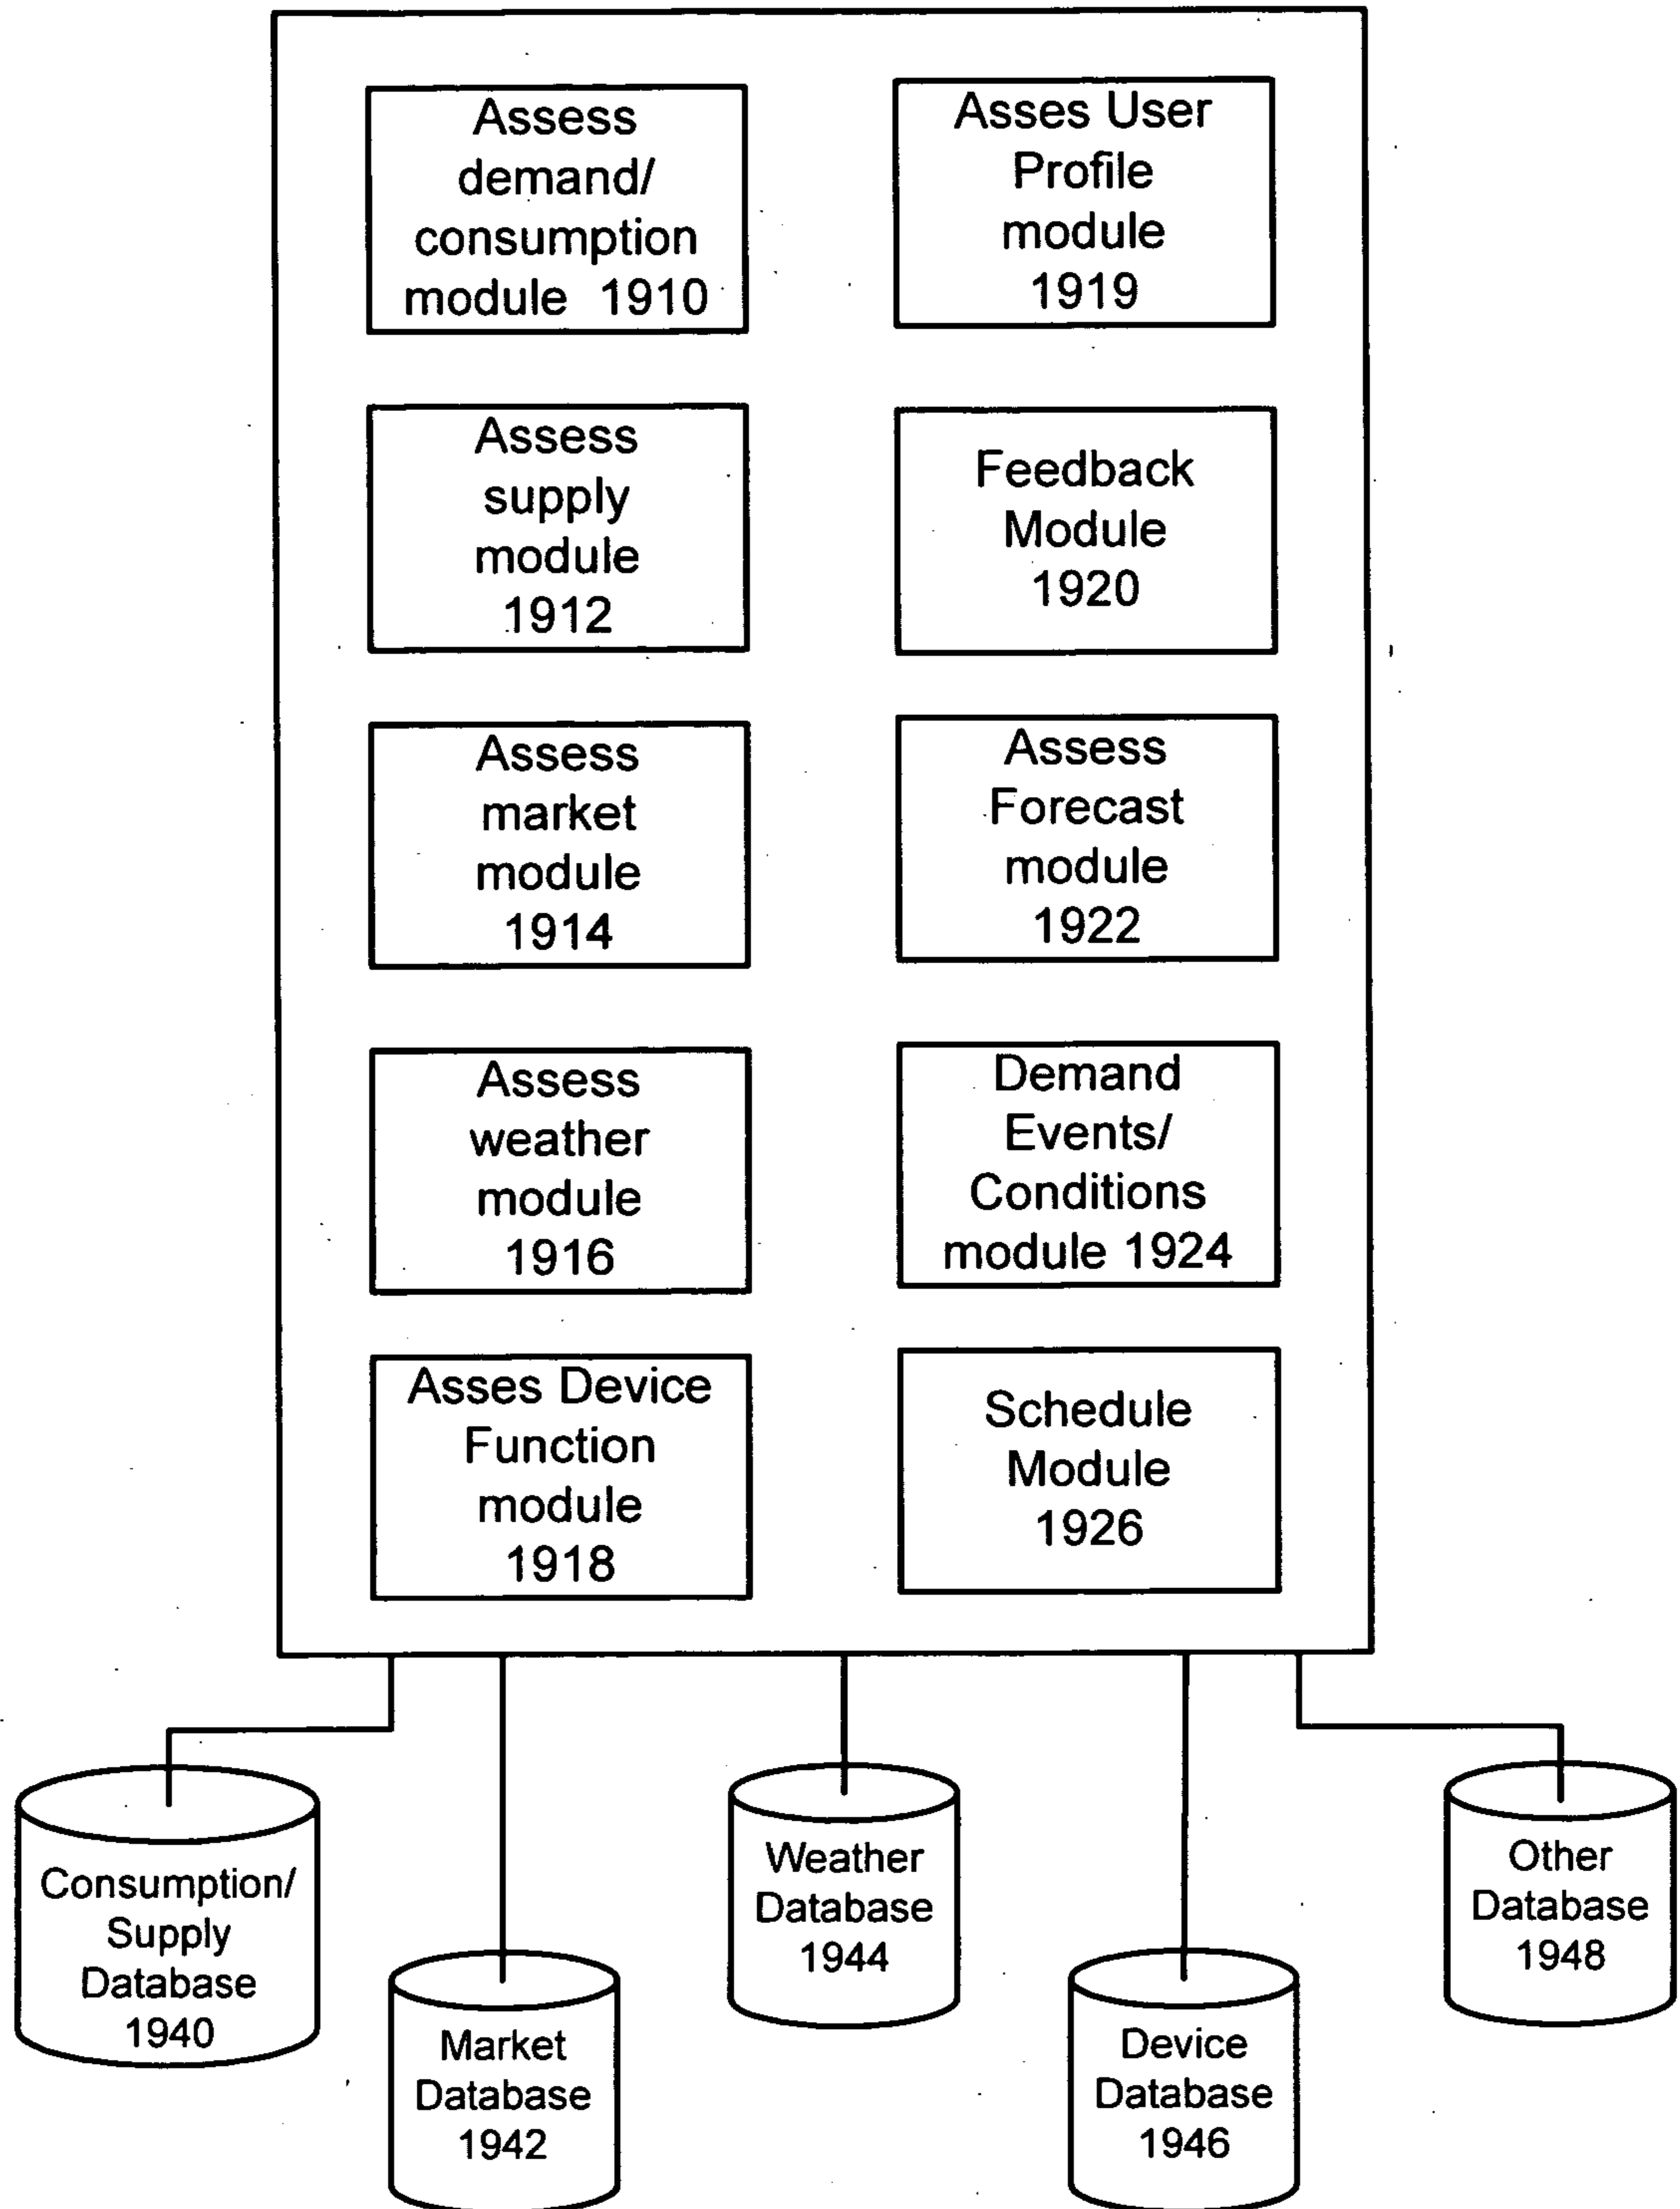 Assess
demand/
consumption
module 1910
Asses User
Profile
module
1919
Assess
supply
module
1912
Feedback
Module
1920
Assess
market
module
1914
Assess
Forecast
module
1922
Assess
weather
module
1916
Demand
Events/
Conditions
module 1924
Asses Device
Function
module
1918
Schedule
Module
1926
Consumption/
Supply
Database
1940
Market
Database
1942
Weather
Database
1944
Device
Database
1946
Other
Database
1948